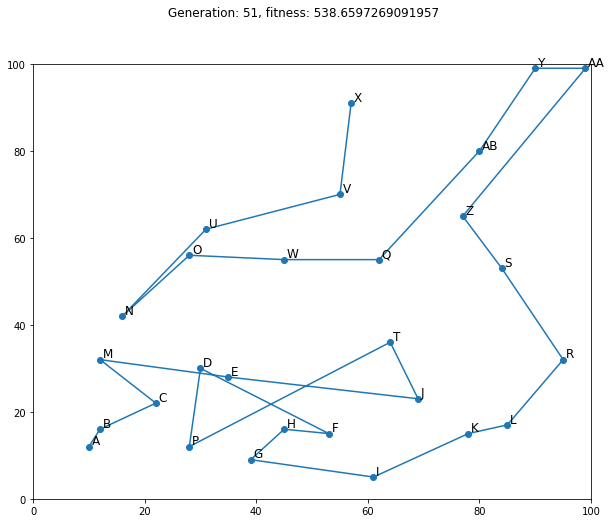 Generation: 51, fitness: 538.6597269091957
100
Y
AA
X
80
AB
V
Z
U
60
O
W
Q
S
N
40
T
M
D
R
E
C
J
20
B
H
F
L
K
A
P
G
I
0
0
20
40
60
80
100